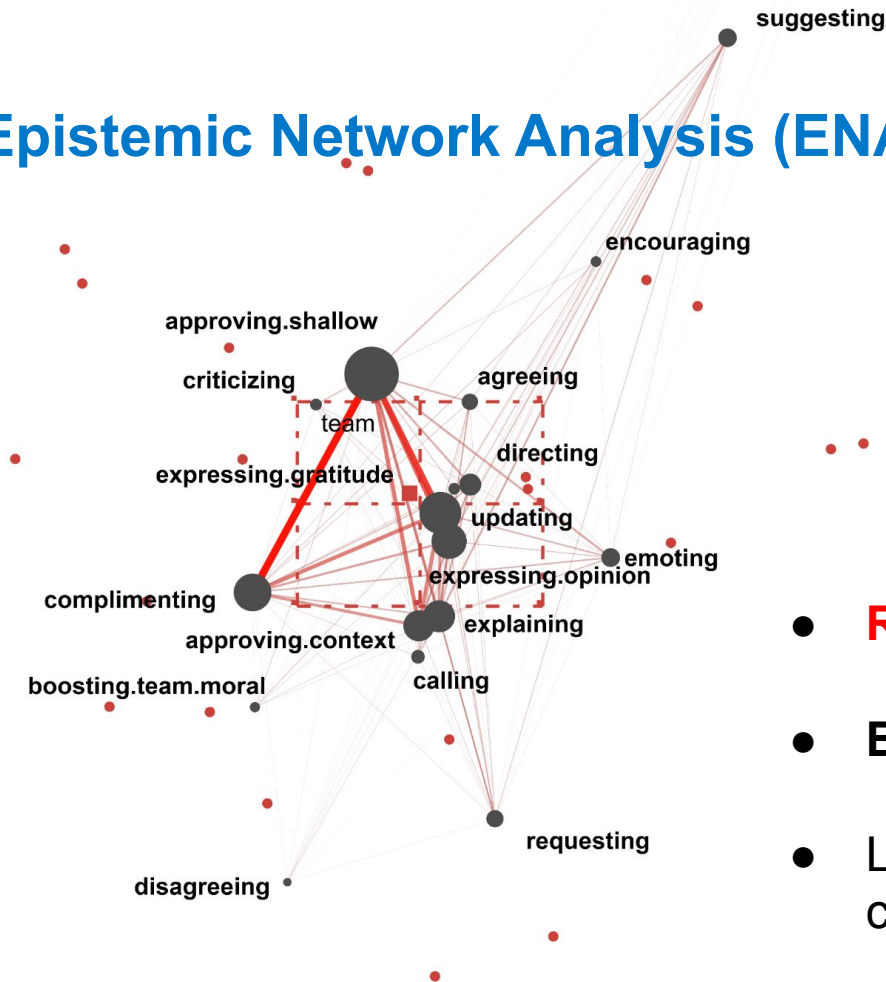 suggesting
Epistemic Network Analysis (ENA
encouraging
approving.shallow
criticizing
agreeing
team
directing
expressing.gratitude
updating
emoting
expressing.opinion
complimenting
explaining
approving.context
calling
boosting.team.moral
requesting
disagreeing
● R
● E
● L
c